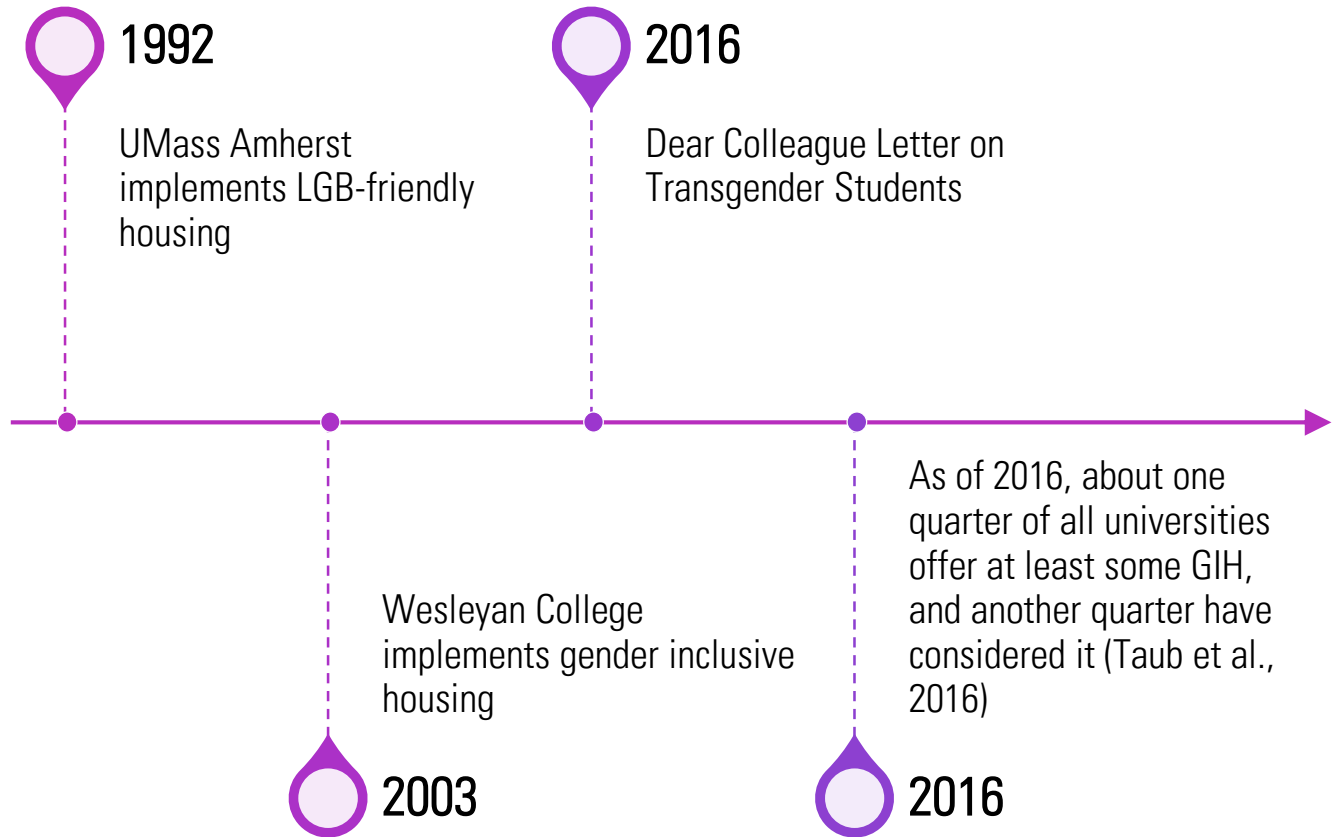 1992
UMass Amherst
implements LGB-friendly
housing
2016
Dear Colleague Letter on
Transgender Students
Wesleyan College
implements gender inclusive
housing
2003
As of 2016, about one
quarter of all universities
offer at least some GIH,
and another quarter have
considered it (Taub et al.,
2016)
2016